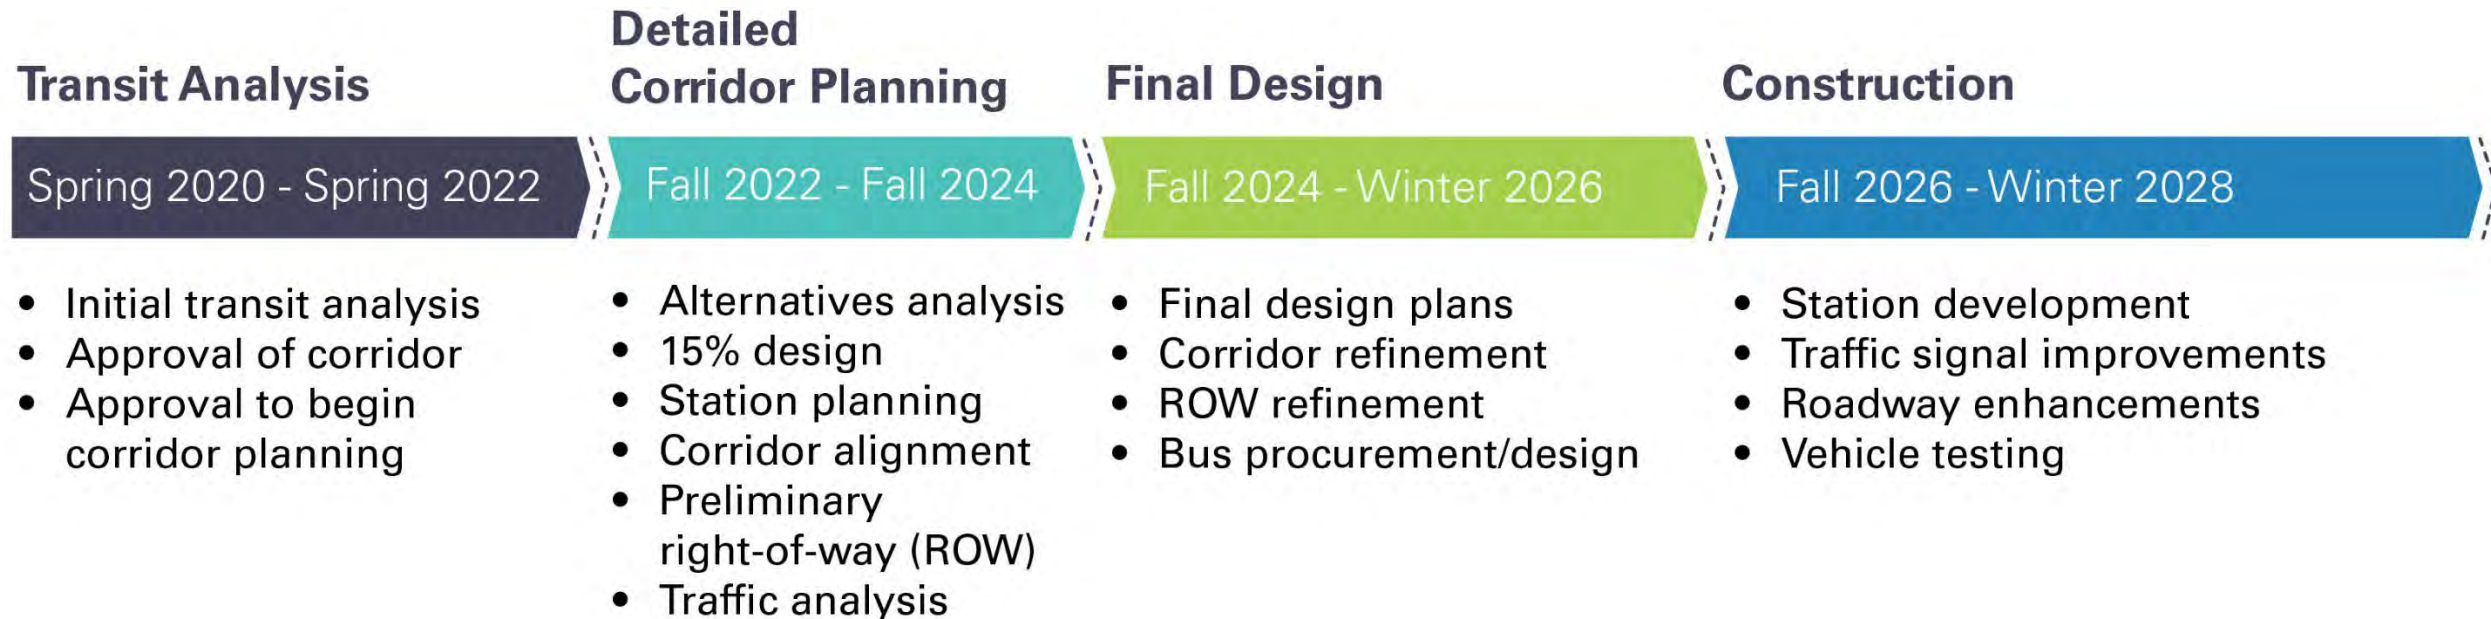 Transit Analysis
Spring 2020 - Spring 2022
• Initial transit analysis
• Approval of corridor
• Approval to begin
corridor planning
Detailed
Corridor Planning
Fall 2022 - Fall 2024
• Alternatives analysis
• 15% design
• Station planning
• Corridor alignment
• Preliminary
right-of-way (ROW)
• Traffic analysis
Final Design
Fall 2024 - Winter 2026
• Final design plans
• Corridor refinement
• ROW refinement
• Bus procurement/design
Construction
Fall 2026 - Winter 2028
• Station development
• Traffic signal improvements
• Roadway enhancements
• Vehicle testing